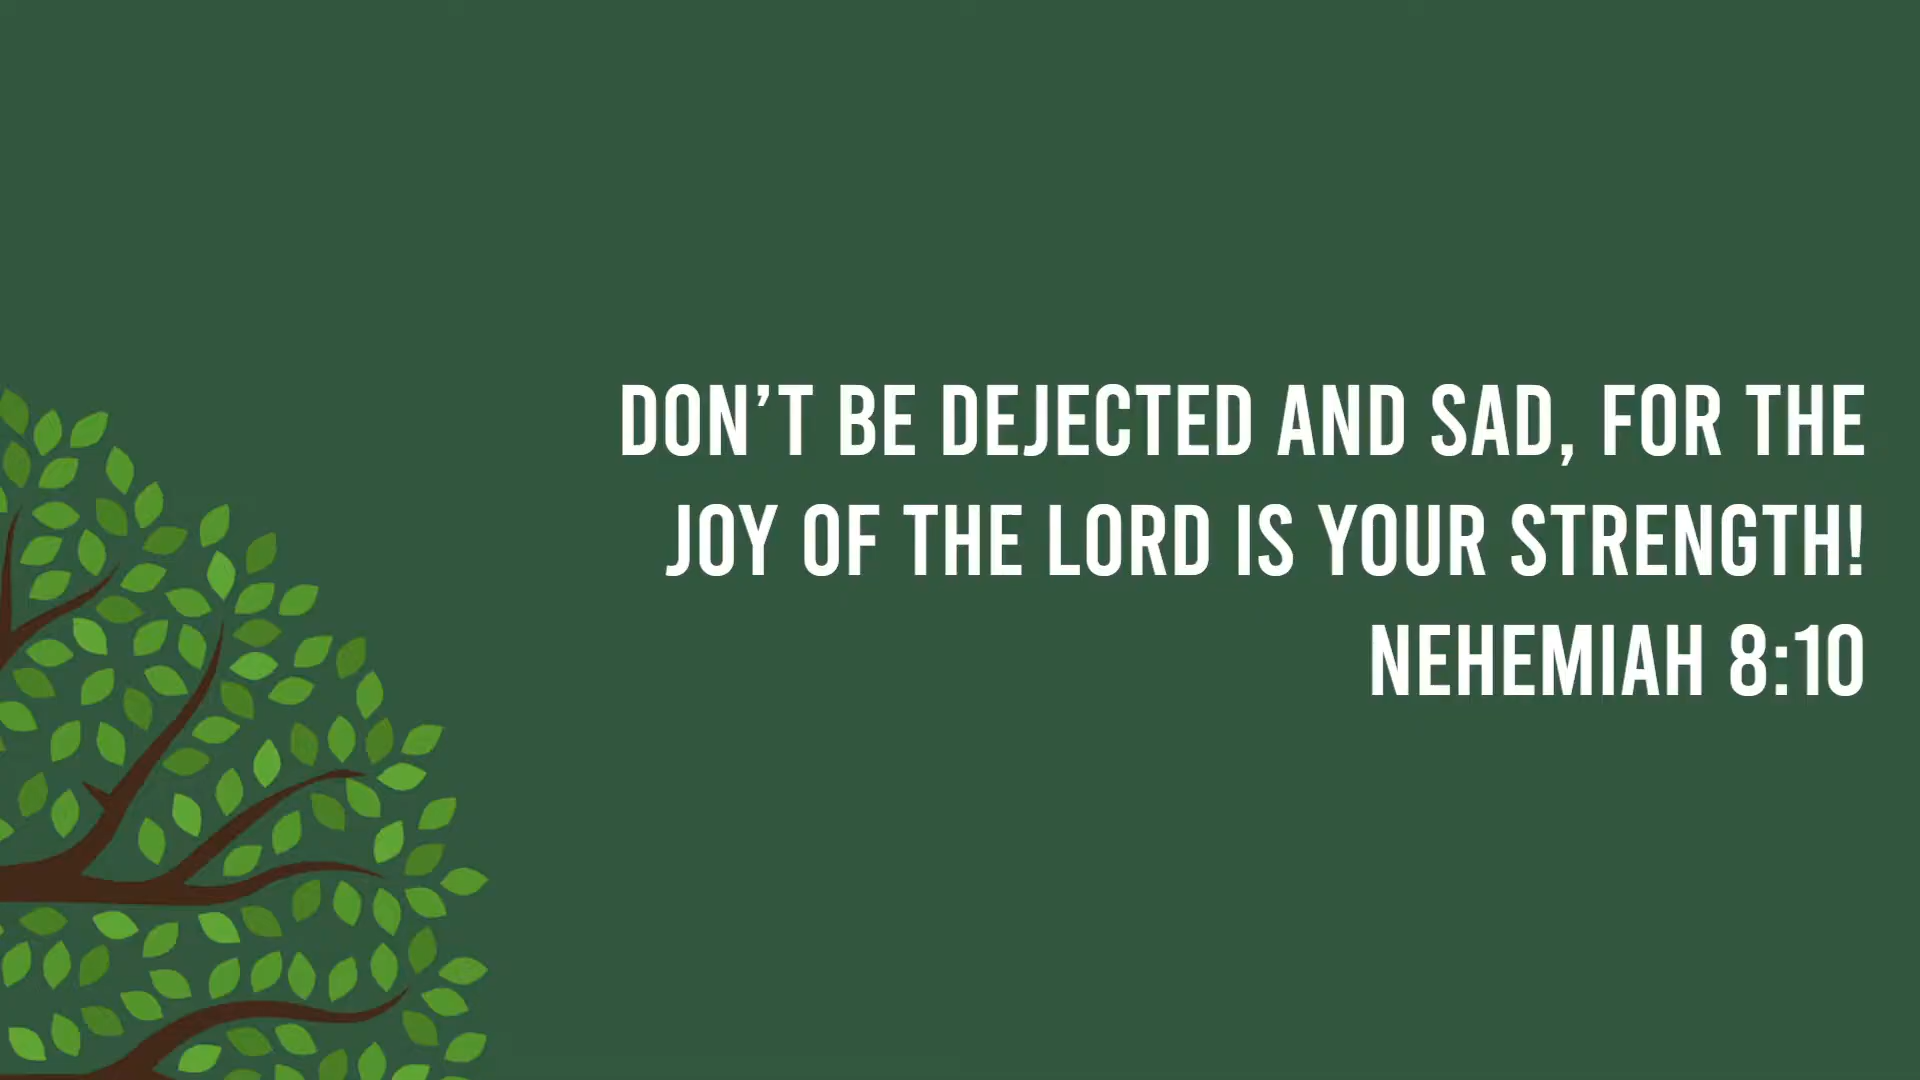 DON’T BE DEJECTED AND SAD, FOR THE
JOY OF THE LORD IS YOUR STRENGTH!
NEHEMIAH 8:10